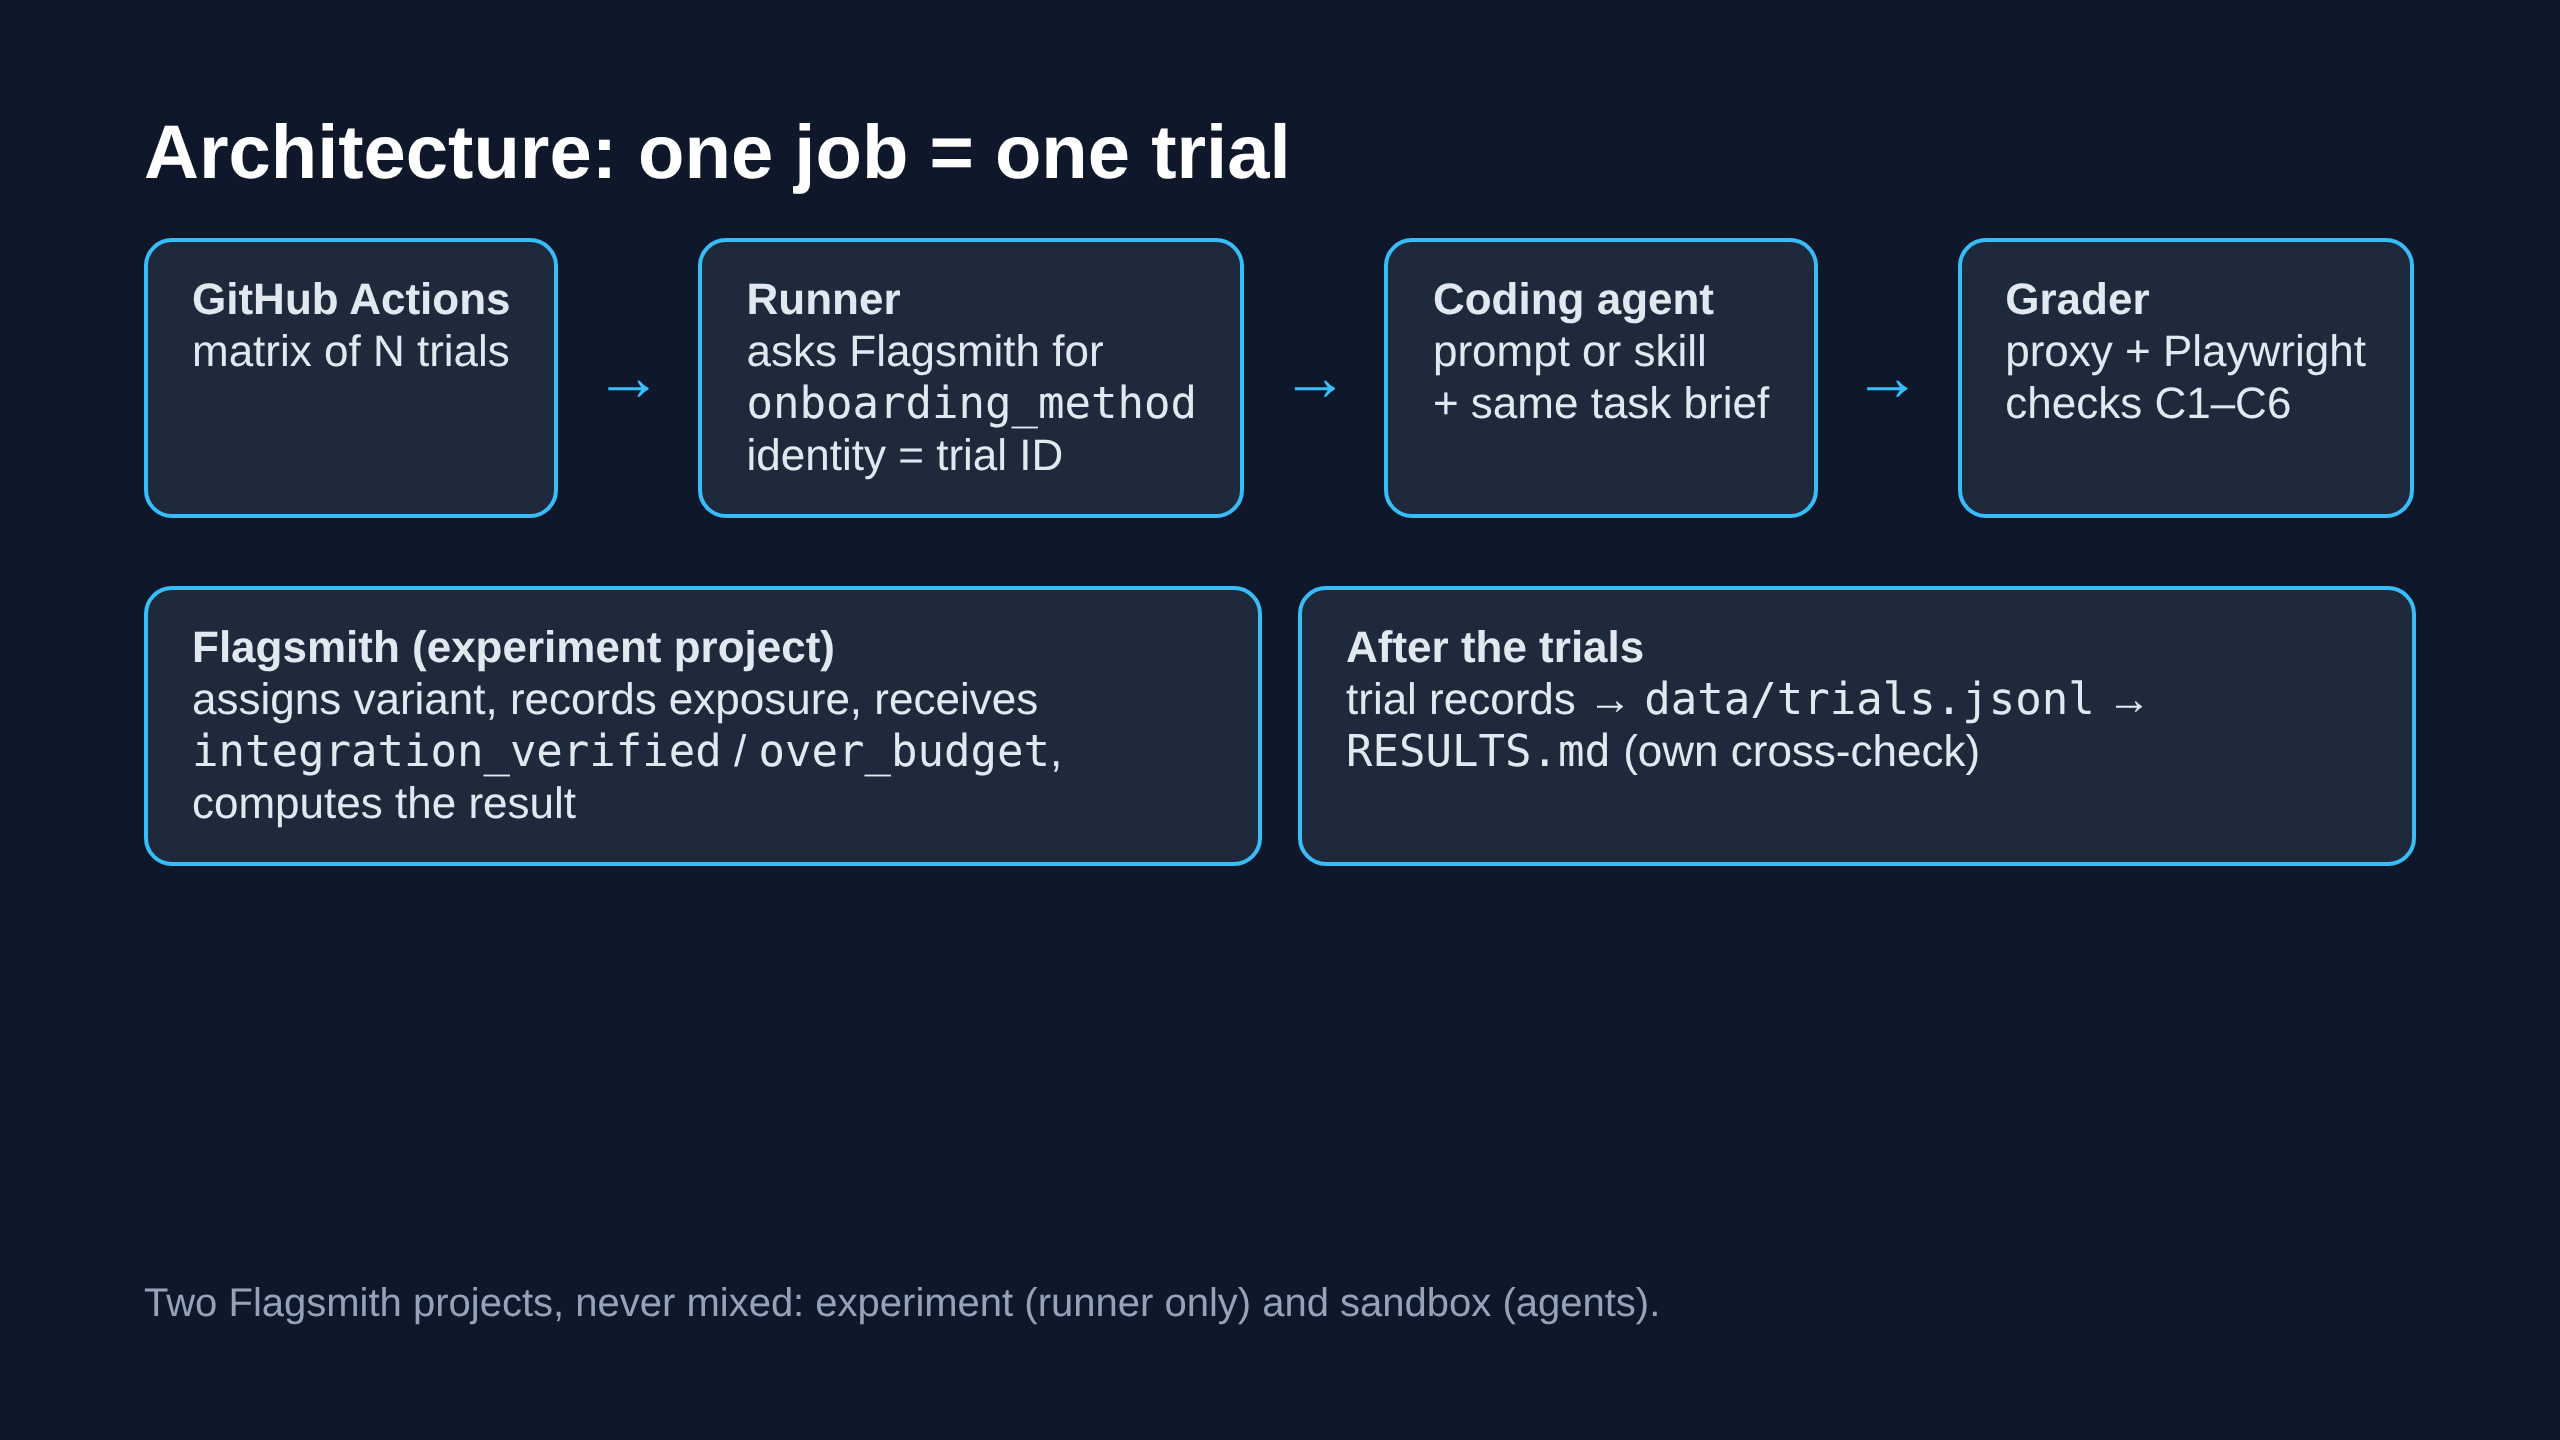 Architecture: one job = one trial
GitHub Actions
matrix of N trials
→
Runner
asks Flagsmith for
onboarding_method
identity = trial ID
→
Coding agent
prompt or skill
+ same task brief
→
Grader
proxy + Playwright
checks C1–C6
Flagsmith (experiment project)
assigns variant, records exposure, receives
integration_verified / over_budget,
computes the result
After the trials
trial records → data/trials.jsonl →
RESULTS.md (own cross-check)
Two Flagsmith projects, never mixed: experiment (runner only) and sandbox (agents).